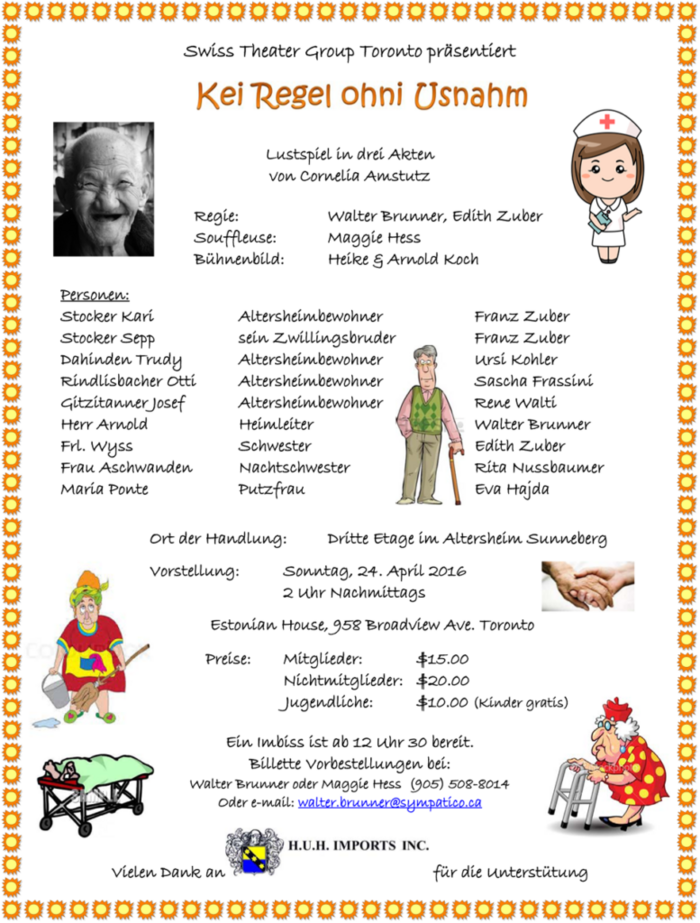 Swiss Theater Group Toronto präsentiert
Kei Regel ohni Usnahm
Lustspiel in drei Akten
von Cornelia Amstutz
Regie: Walter Brunner, Edith Zuber
Souffleuse: Maggie Hess
Bühnenbild: Heike & Arnold Koch
Personen:
Stocker Kari Altersheimbewohner Franz Zuber
Stocker Sepp sein Zwillingsbruder Franz Zuber
Dahinden Trudy Altersheimbewohner Ursi Kohler
Rindlisbacher Otti Altersheimbewohner Sascha Frassini
Gitzitanner Josef Altersheimbewohner Rene Walti
Herr Arnold Heimleiter Walter Brunner
Frl. Wyss Schwester Edith Zuber
Frau Aschwanden Nachtschwester Rita Nussbaumer
Maria Ponte Putzfrau Eva Hajda
Ort der Handlung: Dritte Etage im Altersheim Sunneberg
Vorstellung: Sonntag, 24. April 2016
2 Uhr Nachmittags
Estonian House, 958 Broadview Ave. Toronto
Preise: Mitglieder: $15.00
Nichtmitglieder: $20.00
Jugendliche: $10.00 (Kinder gratis)
Ein Imbiss ist ab 12 Uhr 30 bereit.
Billette Vorbestellungen bei:
Walter Brunner oder Maggie Hess (905) 508-8014
Oder e-mail: walter.brunner@sympatico.ca
H.U.H. IMPORTS INC.
Vielen Dank an für die Unterstütung